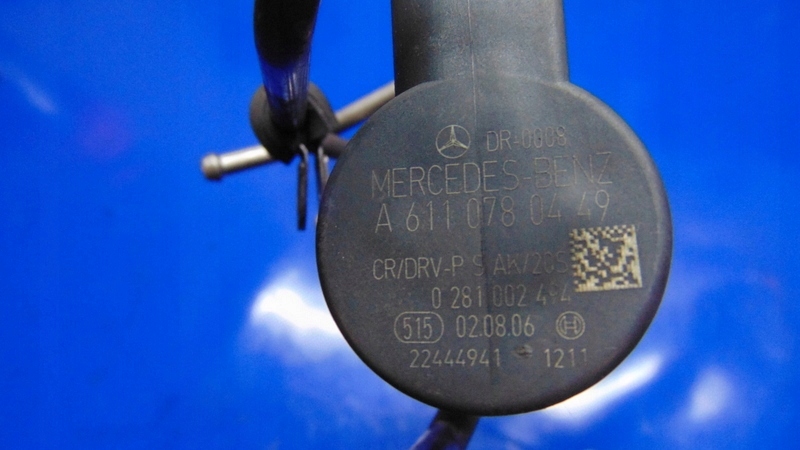 DR-0009
MERCEDES-BENZ
A 611 078 04 49
CR/DRV-P S AK/20S
0 281 002 494
515 02.08.06
22444941 1211